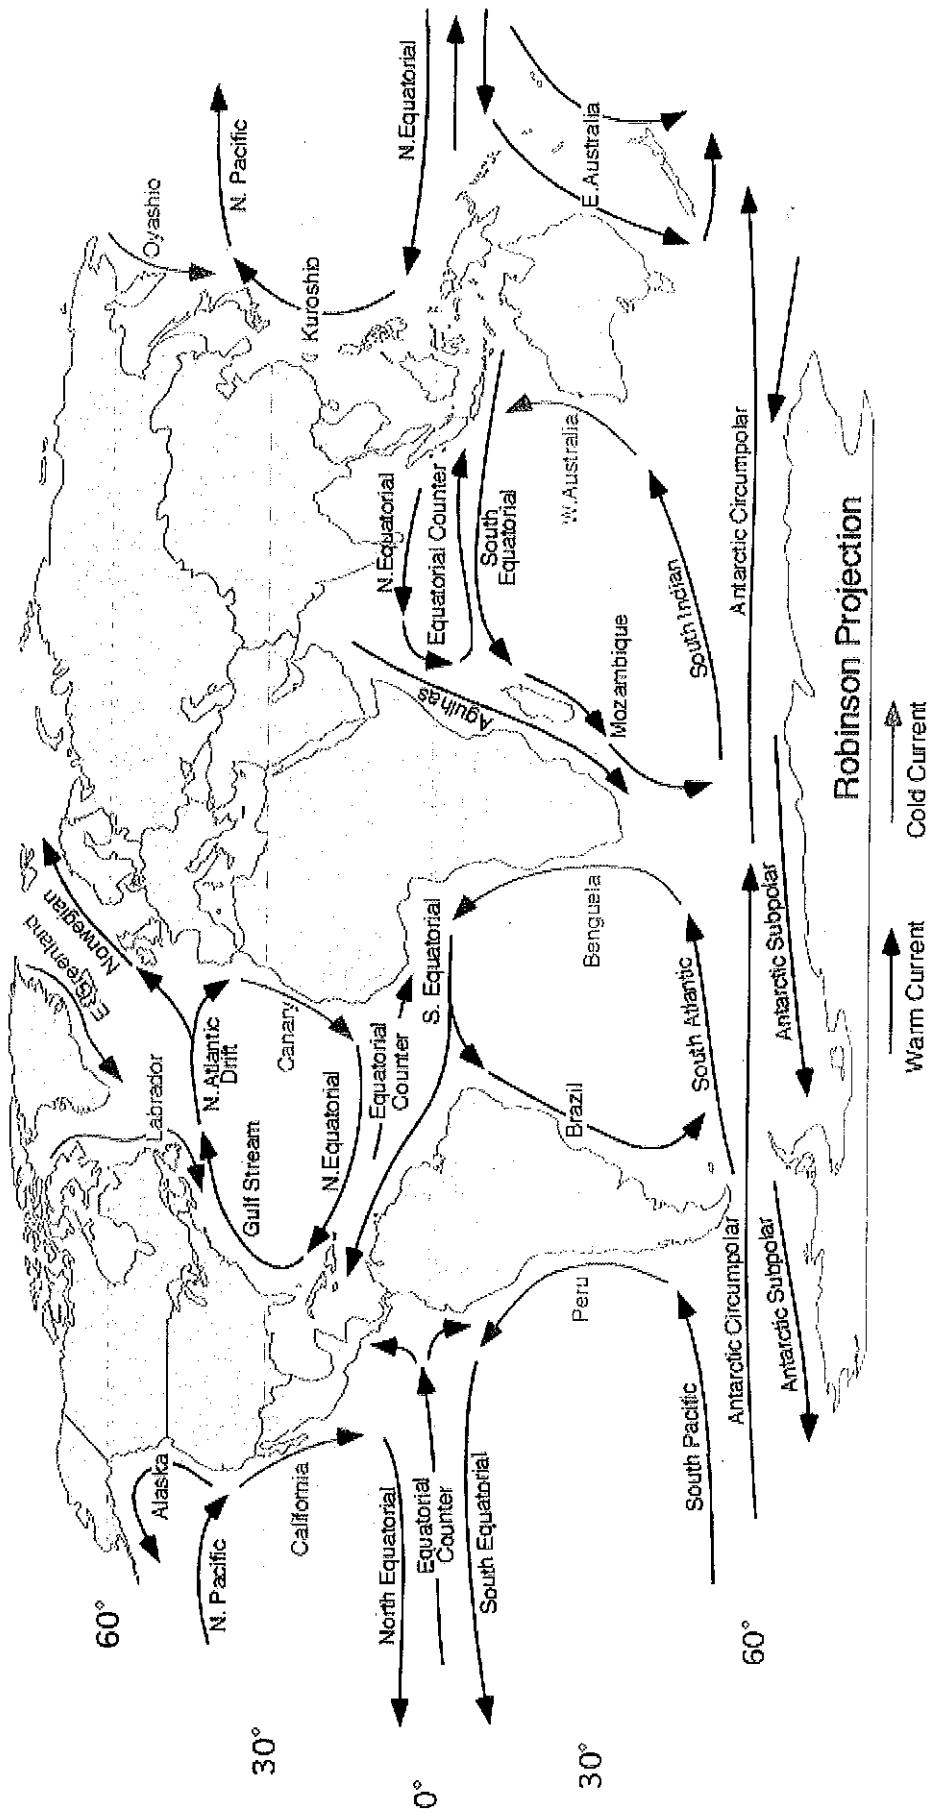 60°
30°
0°
30°
60°
Alaska
N. Pacific
California
North Equatorial
Equatorial
Counter
South Equatorial
South Pacific
Peru
Antarctic Circumpolar
Antarctic Subpolar
Labrador
E. Greenland
Norwegian
N. Atlantic
Drift
Gulf Stream
Canary
N.Equatorial
Equatorial
Counter
S. Equatorial
Brazil
Benguela
South Atlantic
Antarctic Subpolar
Agulhas
Mozambique
N.Equatorial
Equatorial Counter
South
Equatorial
W.Australia
South Indian
Antarctic Circumpolar
Oyashio
Kuroshio
N. Pacific
N.Equatorial
E.Australia
Robinson Projection
Warm Current
Cold Current